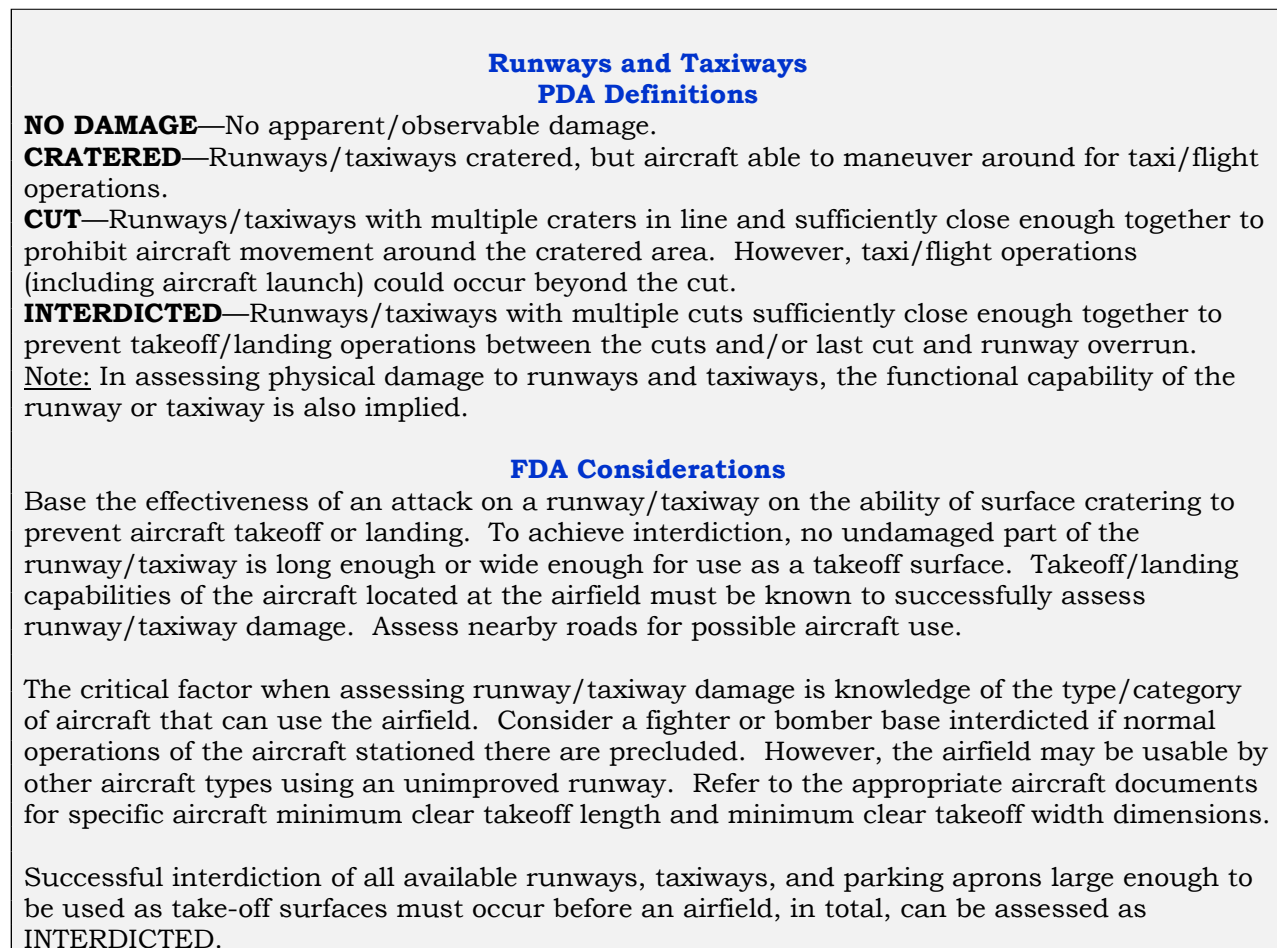 Runways and Taxiways
PDA Definitions
NO DAMAGE—No apparent/observable damage.
CRATERED—Runways/taxiways cratered, but aircraft able to maneuver around for taxi/flight
operations.
CUT—Runways/taxiways with multiple craters in line and sufficiently close enough together to
prohibit aircraft movement around the cratered area.  However, taxi/flight operations
(including aircraft launch) could occur beyond the cut.
INTERDICTED—Runways/taxiways with multiple cuts sufficiently close enough together to
prevent takeoff/landing operations between the cuts and/or last cut and runway overrun.
Note: In assessing physical damage to runways and taxiways, the functional capability of the
runway or taxiway is also implied.
FDA Considerations
Base the effectiveness of an attack on a runway/taxiway on the ability of surface cratering to
prevent aircraft takeoff or landing.  To achieve interdiction, no undamaged part of the
runway/taxiway is long enough or wide enough for use as a takeoff surface.  Takeoff/landing
capabilities of the aircraft located at the airfield must be known to successfully assess
runway/taxiway damage.  Assess nearby roads for possible aircraft use.
The critical factor when assessing runway/taxiway damage is knowledge of the type/category
of aircraft that can use the airfield.  Consider a fighter or bomber base interdicted if normal
operations of the aircraft stationed there are precluded.  However, the airfield may be usable by
other aircraft types using an unimproved runway.  Refer to the appropriate aircraft documents
for specific aircraft minimum clear takeoff length and minimum clear takeoff width dimensions.
Successful interdiction of all available runways, taxiways, and parking aprons large enough to
be used as take-off surfaces must occur before an airfield, in total, can be assessed as
INTERDICTED.